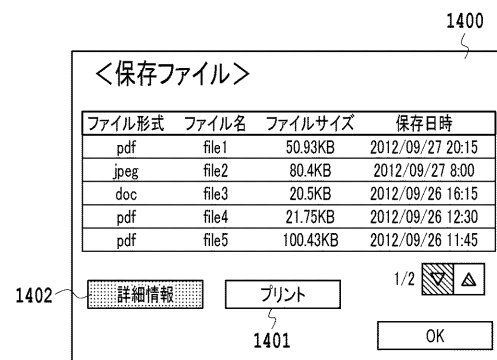 1400
<保存ファイル>
ファイル形式 ファイル名 ファイルサイズ 保存日時
pdf file1 50.93KB 2012/09/27 20:15
jpeg file2 80.4KB 2012/09/27 8:00
doc file3 20.5KB 2012/09/26 16:15
pdf file4 21.75KB 2012/09/26 12:30
pdf file5 100.43KB 2012/09/26 11:45
1/2
1402 詳細情報 プリント
1401
OK